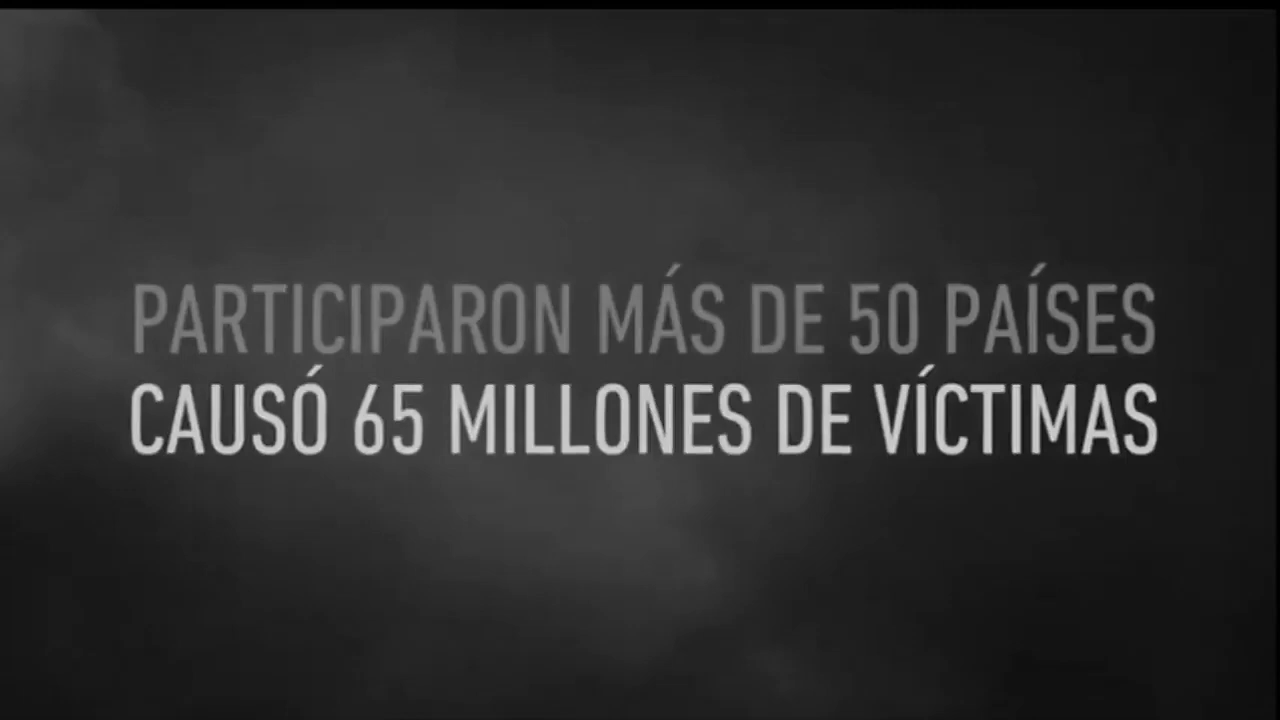 PARTICIPARON MÁS DE 50 PAÍSES
CAUSÓ 65 MILLONES DE VÍCTIMAS